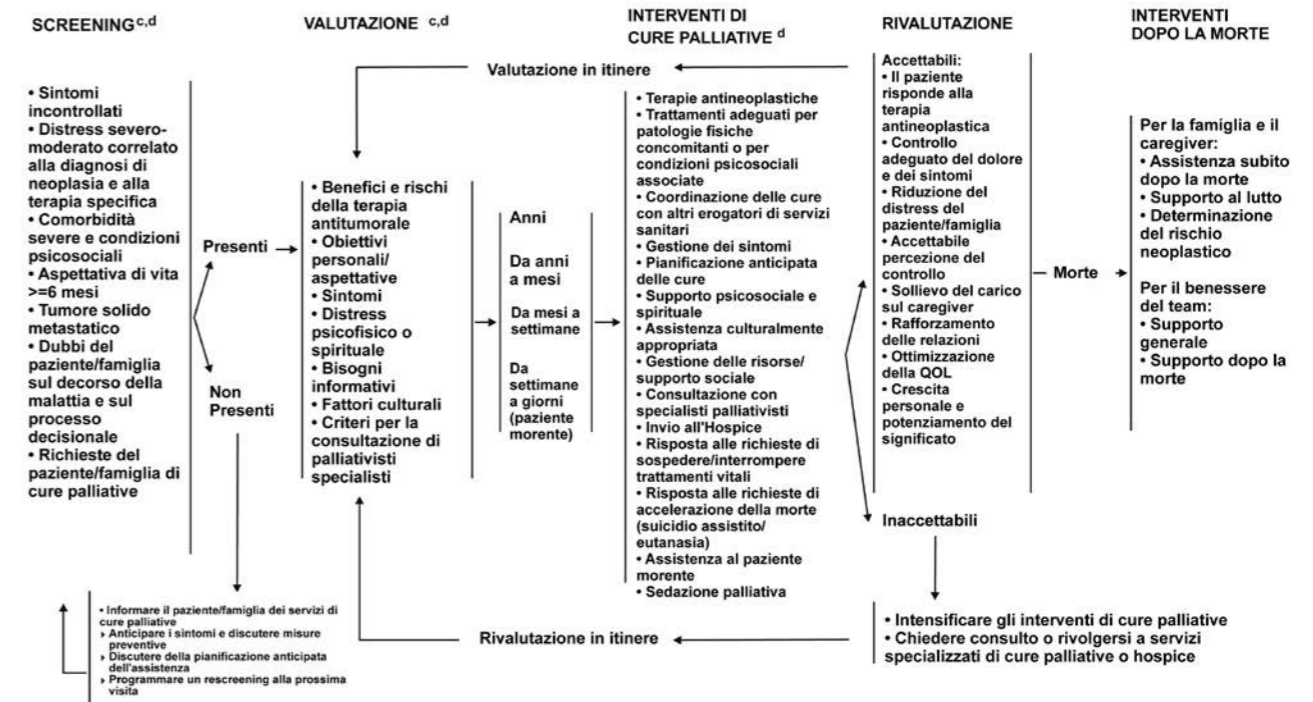 SCREENING c,d
• Sintomi
incontrollati
• Distress severo-
moderato correlato
alla diagnosi di
neoplasia e alla
terapia specifica
• Comorbidità
severe e condizioni
psicosociali
• Aspettativa di vita
>=6 mesi
• Tumore solido
metastatico
• Dubbi del
paziente/famiglia
sul decorso della
malattia e sul
processo
decisionale
• Richieste del
paziente/famiglia di
cure palliative
Presenti
Non
Presenti
• Informare il paziente/famiglia dei servizi di
cure palliative
▸ Anticipare i sintomi e discutere misure
preventive
▸ Discutere della pianificazione anticipata
dell'assistenza
▸ Programmare un rescreening alla prossima
visita
VALUTAZIONE c,d
Valutazione in itinere
• Benefici e rischi
della terapia
antitumorale
• Obiettivi
personali/
aspettative
• Sintomi
• Distress
psicofisico o
spirituale
• Bisogni
informativi
• Fattori culturali
• Criteri per la
consultazione di
palliativisti
specialisti
Anni
Da anni
a mesi
Da mesi a
settimane
Da
settimane
a giorni
(paziente
morente)
INTERVENTI DI
CURE PALLIATIVE d
• Terapie antineoplastiche
• Trattamenti adeguati per
patologie fisiche
concomitanti o per
condizioni psicosociali
associate
• Coordinazione delle cure
con altri erogatori di servizi
sanitari
• Gestione dei sintomi
• Pianificazione anticipata
delle cure
• Supporto psicosociale e
spirituale
• Assistenza culturalmente
appropriata
• Gestione delle risorse/
supporto sociale
• Consultazione con
specialisti palliativisti
• Invio all'Hospice
• Risposta alle richieste di
sospedere/interrompere
trattamenti vitali
• Risposta alle richieste di
accelerazione della morte
(suicidio assistito/
eutanasia)
• Assistenza al paziente
morente
• Sedazione palliativa
Rivalutazione in itinere
RIVALUTAZIONE
Accettabili:
• Il paziente
risponde alla
terapia
antineoplastica
• Controllo
adeguato del dolore
e dei sintomi
• Riduzione del
distress del
paziente/famiglia
• Accettabile
percezione del
controllo
• Sollievo del carico
sul caregiver
• Rafforzamento
delle relazioni
• Ottimizzazione
della QOL
• Crescita
personale e
potenziamento del
significato
Inaccettabili
• Intensificare gli interventi di cure palliative
• Chiedere consulto o rivolgersi a servizi
specializzati di cure palliative o hospice
Morte
INTERVENTI
DOPO LA MORTE
Per la famiglia e il
caregiver:
• Assistenza subito
dopo la morte
• Supporto al lutto
• Determinazione
del rischio
neoplastico
Per il benessere
del team:
• Supporto
generale
• Supporto dopo la
morte